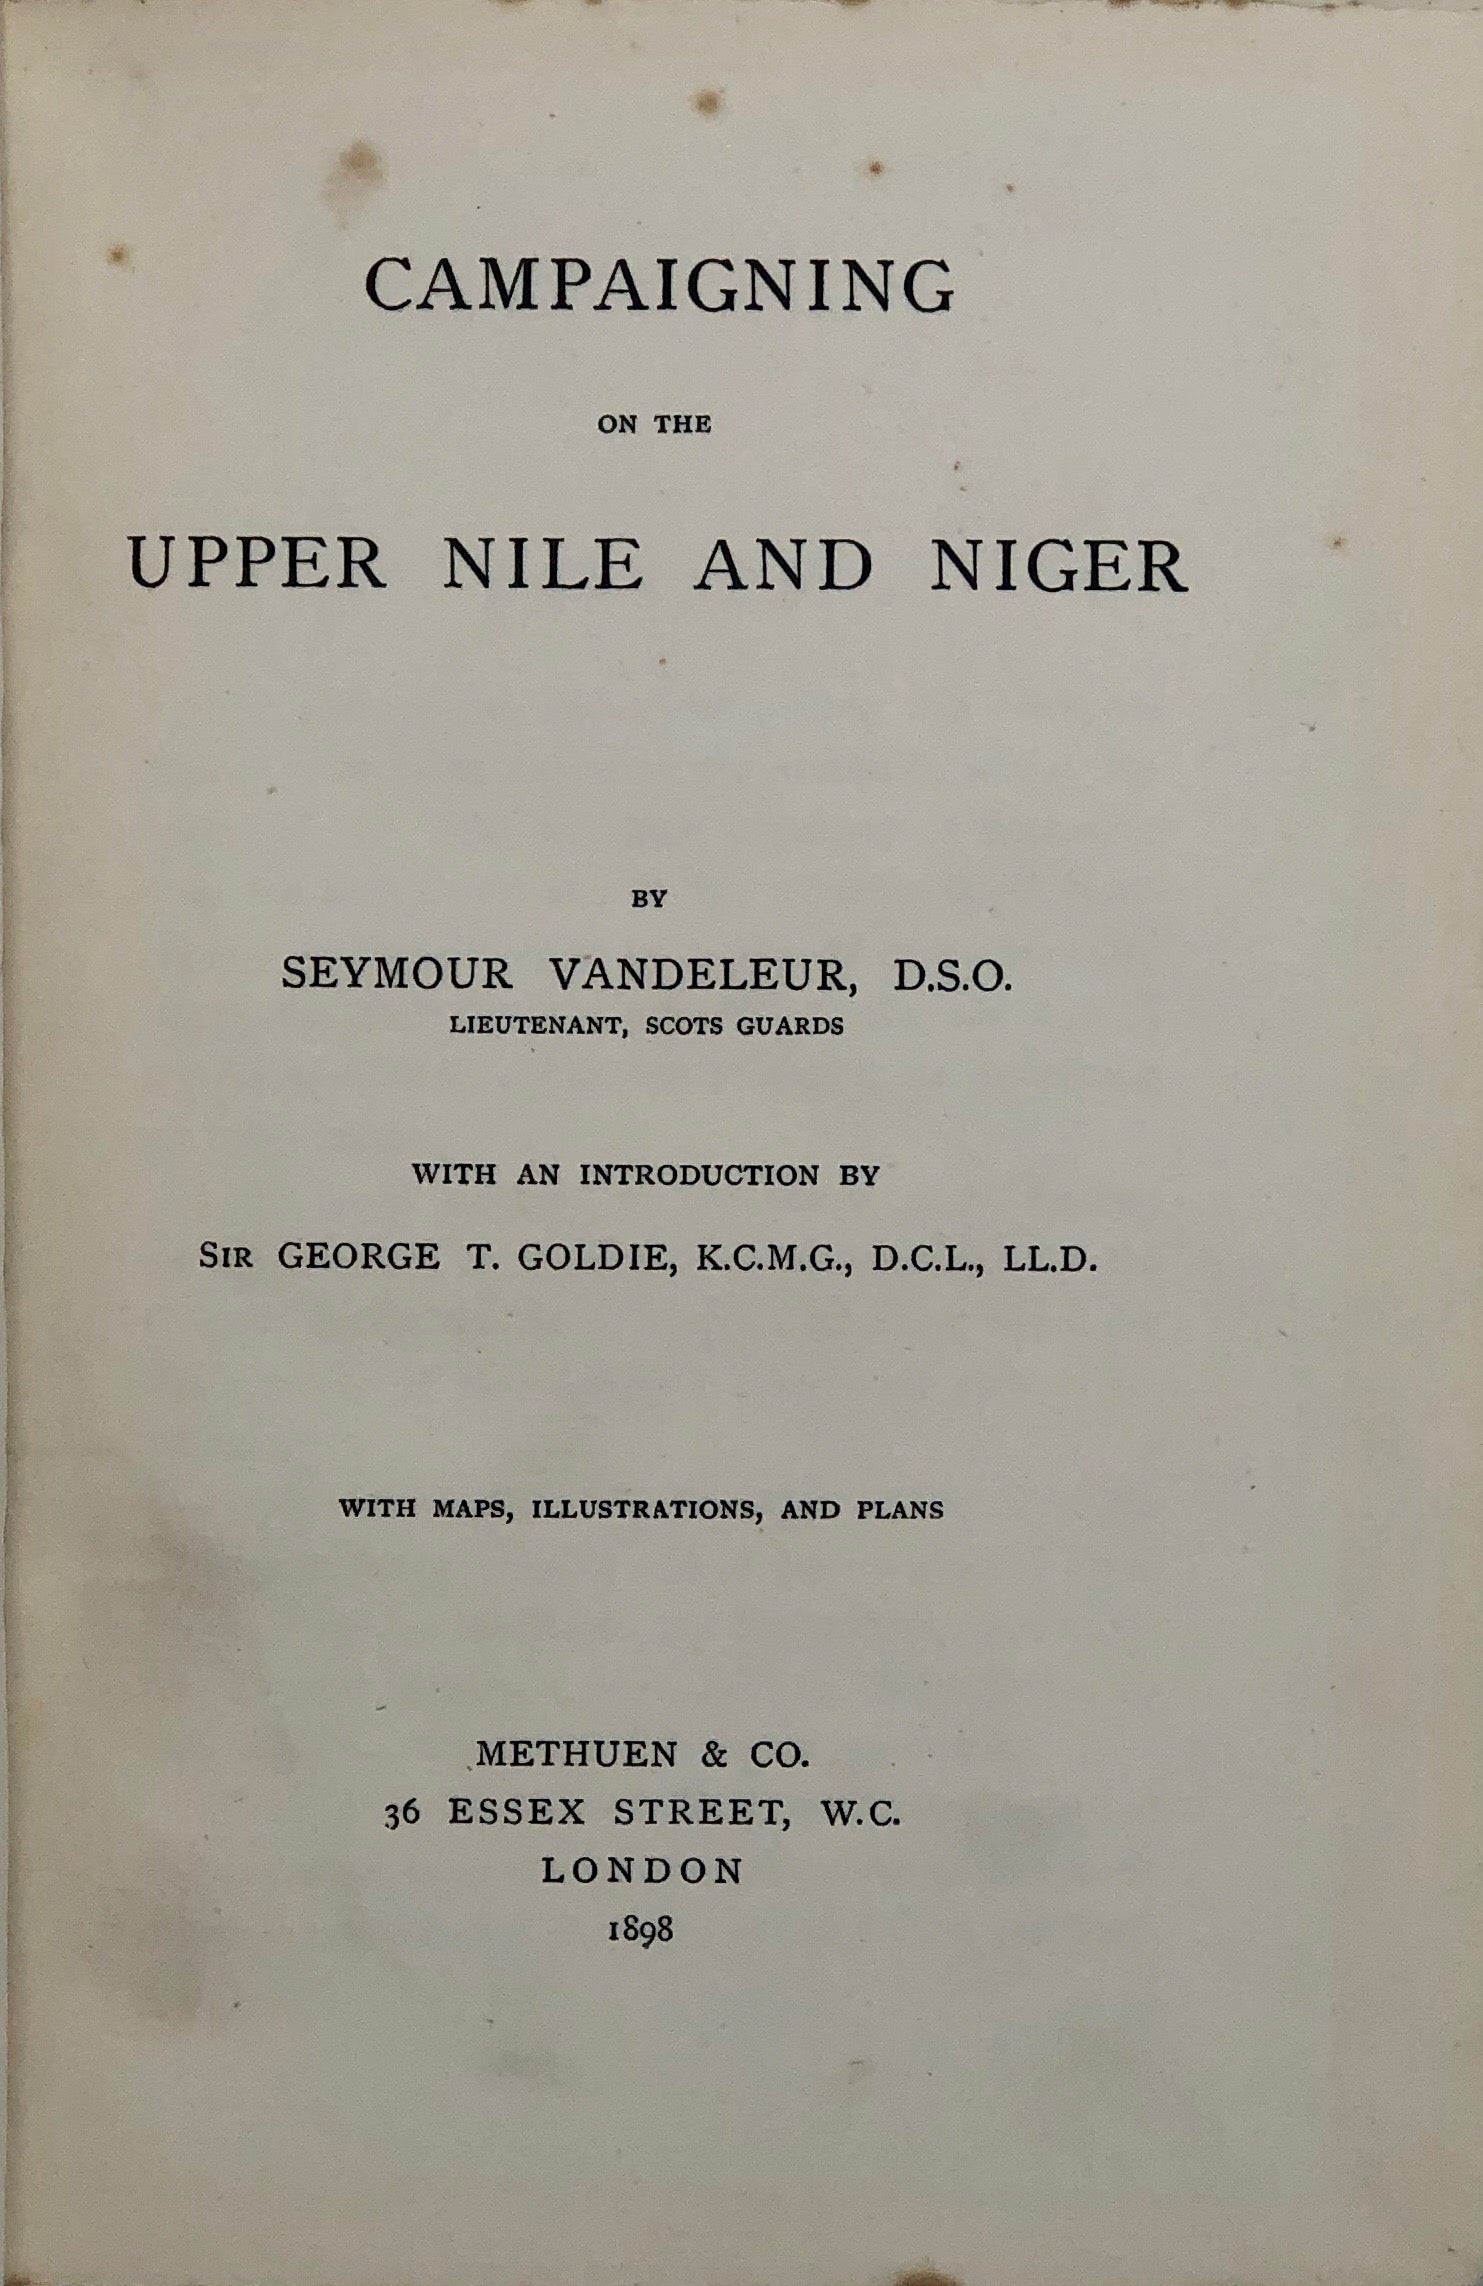 CAMPAIGNING
ON THE
UPPER NILE AND NIGER
BY
SEYMOUR VANDELEUR, D.S.O.
LIEUTENANT, SCOTS GUARDS
WITH AN INTRODUCTION BY
SIR GEORGE T. GOLDIE, K.C.M.G., D.C.L., LL.D.
WITH MAPS, ILLUSTRATIONS, AND PLANS
METHUEN & CO.
36 ESSEX STREET, W.C.
LONDON
1898